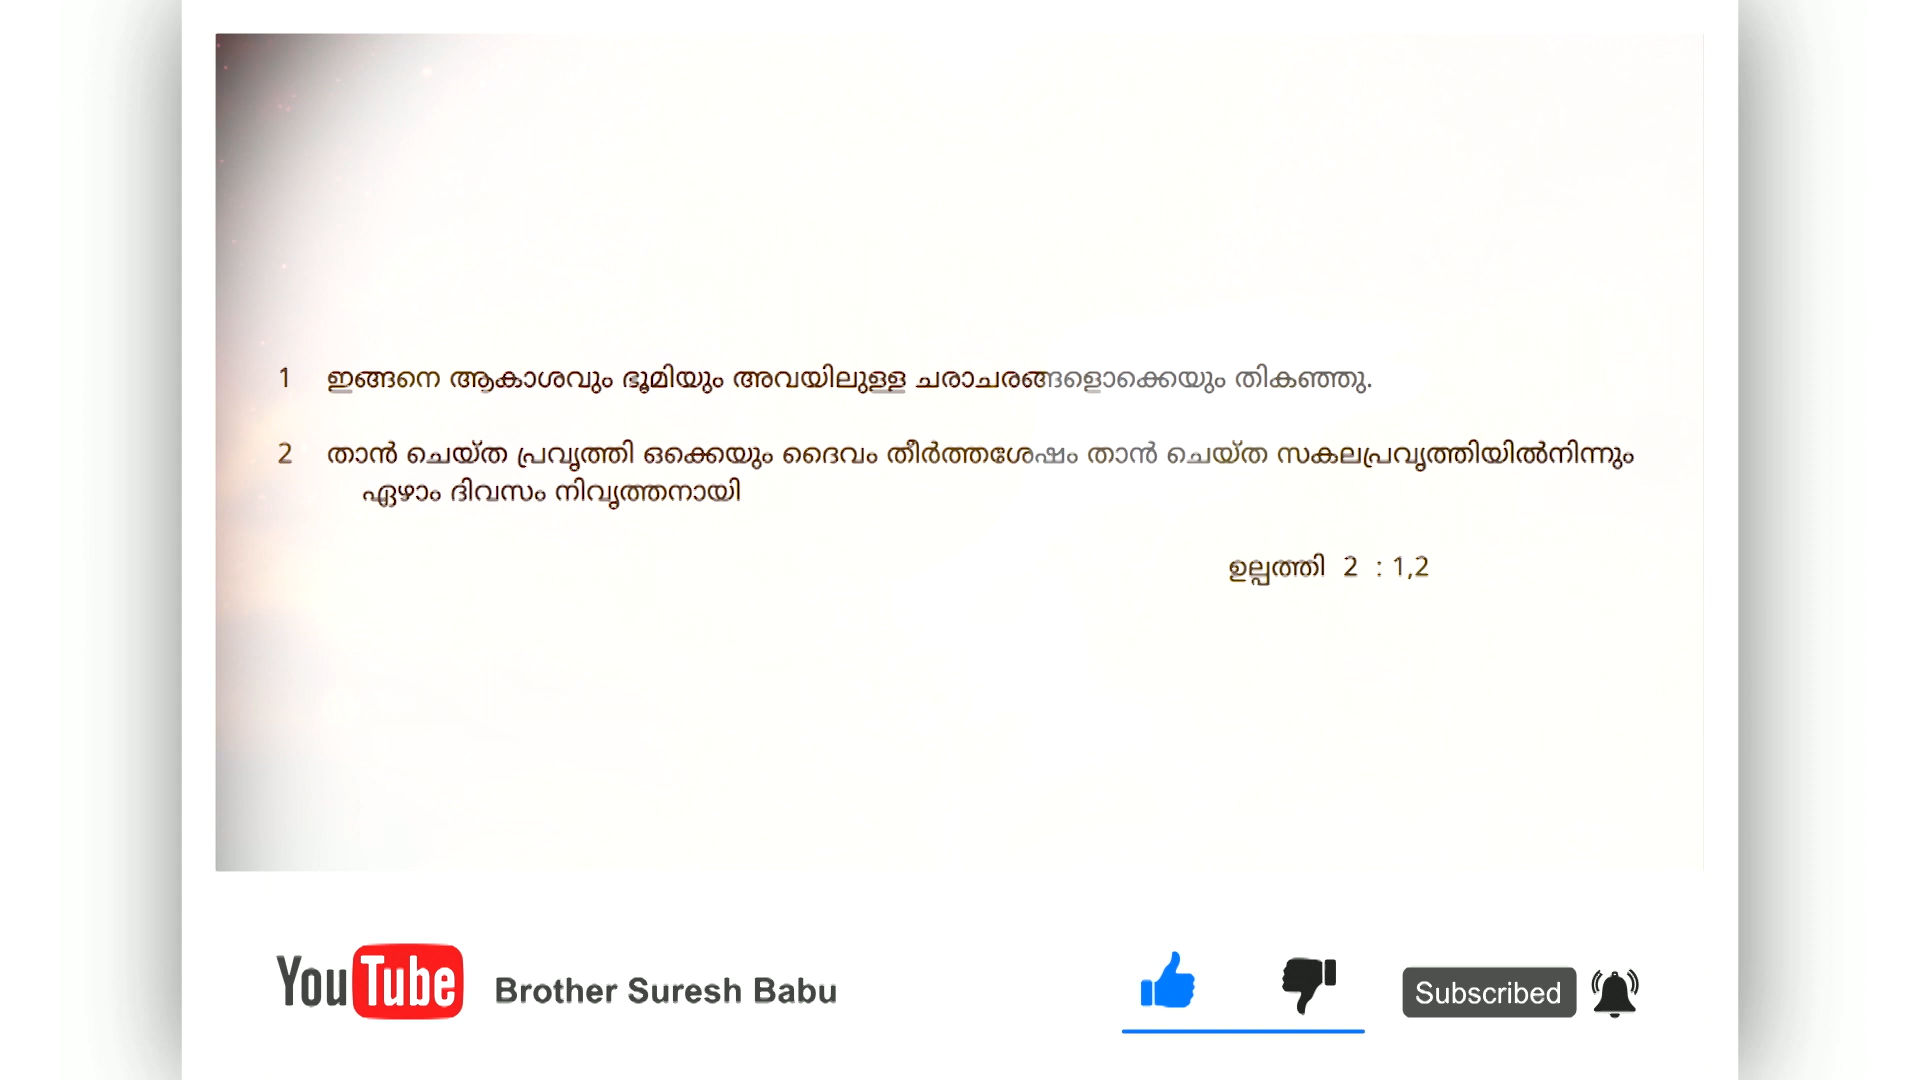 1 ഇങ്ങനെ ആകാശവും ഭൂമിയും അവയിലുള്ള ചരാചരങ്ങളൊക്കെയും തികഞ്ഞു.
2 താൻ ചെയ്ത പ്രവൃത്തി ഒക്കെയും ദൈവം തീർത്തശേഷം താൻ ചെയ്ത സകലപ്രവൃത്തിയിൽനിന്നും
ഏഴാം ദിവസം നിവൃത്തനായി
ഉല്പത്തി 2 : 1,2
YouTube Brother Suresh Babu Subscribed